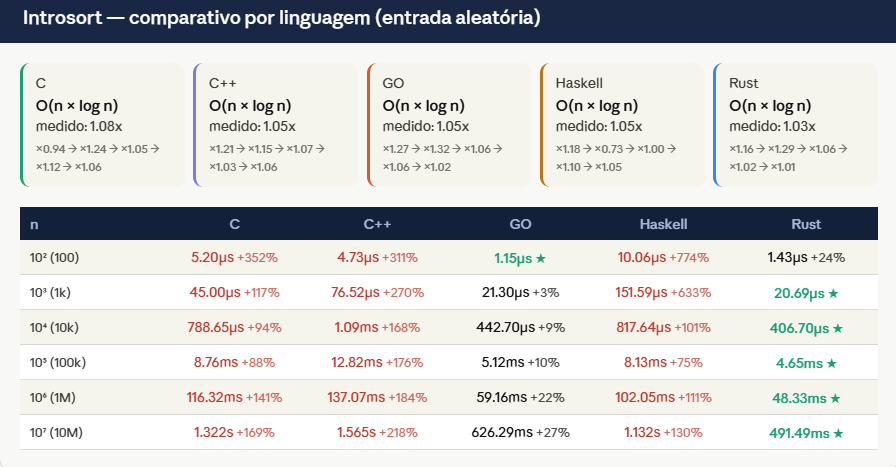 Introsort — comparativo por linguagem (entrada aleatória)
C
O(n × log n)
medido: 1.08x
×0.94 → ×1.24 → ×1.05 →
×1.12 → ×1.06
C++
O(n × log n)
medido: 1.05x
×1.21 → ×1.15 → ×1.07 →
×1.03 → ×1.06
GO
O(n × log n)
medido: 1.05x
×1.27 → ×1.32 → ×1.06 →
×1.06 → ×1.02
Haskell
O(n × log n)
medido: 1.05x
×1.18 → ×0.73 → ×1.00 →
×1.10 → ×1.05
Rust
O(n × log n)
medido: 1.03x
×1.16 → ×1.29 → ×1.06 →
×1.02 → ×1.01
n C C++ GO Haskell Rust
10² (100) 5.20µs +352% 4.73µs +311% 1.15µs ★ 10.06µs +774% 1.43µs +24%
10³ (1k) 45.00µs +117% 76.52µs +270% 21.30µs +3% 151.59µs +633% 20.69µs ★
10⁴ (10k) 788.65µs +94% 1.09ms +168% 442.70µs +9% 817.64µs +101% 406.70µs ★
10⁵ (100k) 8.76ms +88% 12.82ms +176% 5.12ms +10% 8.13ms +75% 4.65ms ★
10⁶ (1M) 116.32ms +141% 137.07ms +184% 59.16ms +22% 102.05ms +111% 48.33ms ★
10⁷ (10M) 1.322s +169% 1.565s +218% 626.29ms +27% 1.132s +130% 491.49ms ★